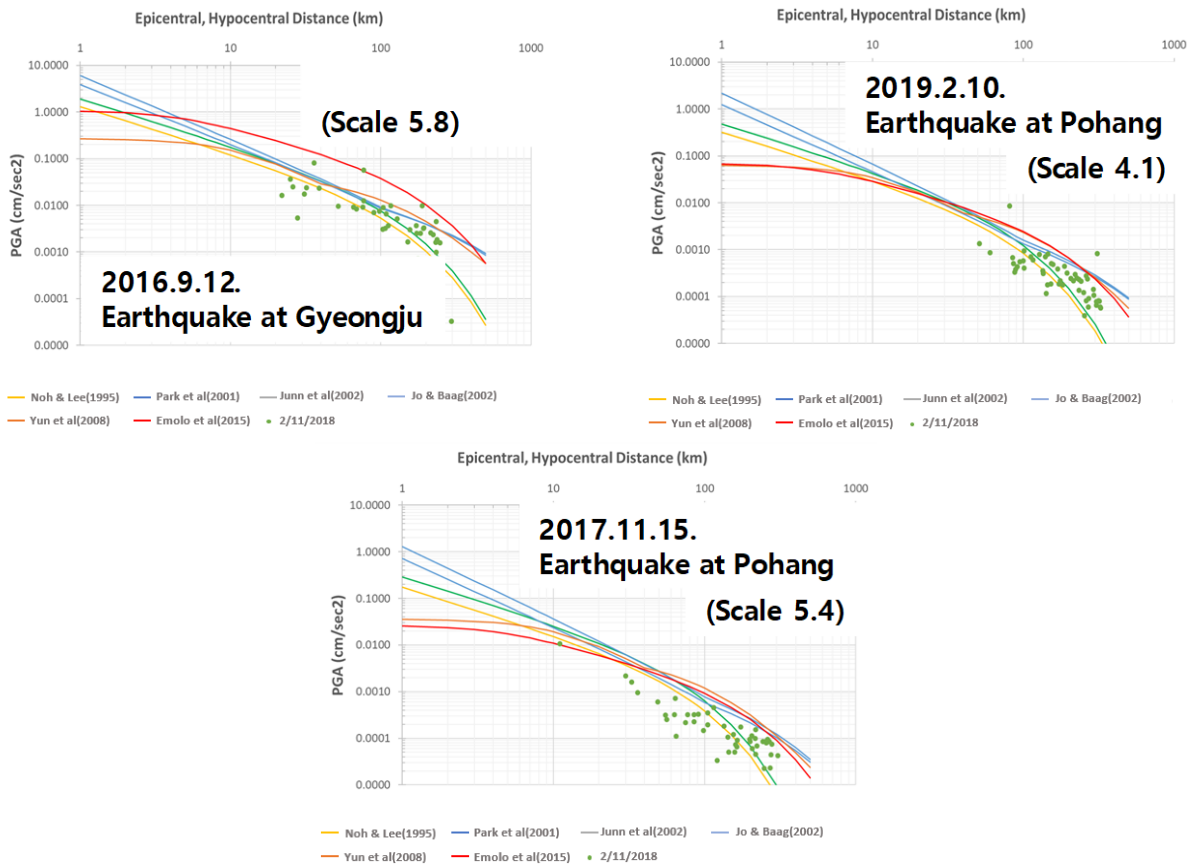 Epicentral, Hypocentral Distance (km)
1 10 100 1000
10.0000
1.0000
0.1000
0.0100
0.0010
0.0001
0.0000
PGA (cm/sec2)
(Scale 5.8)
2016.9.12.
Earthquake at Gyeongju
Noh & Lee(1995) Park et al(2001) Junn et al(2002) Jo & Baag(2002)
Yun et al(2008) Emolo et al(2015) 2/11/2018
Epicentral, Hypocentral Distance (km)
1 10 100 1000
10.0000
1.0000
0.1000
0.0100
0.0010
0.0001
0.0000
PGA (cm/sec2)
2019.2.10.
Earthquake at Pohang
(Scale 4.1)
Noh & Lee(1995) Park et al(2001) Junn et al(2002) Jo & Baag(2002)
Yun et al(2008) Emolo et al(2015) 2/11/2018
Epicentral, Hypocentral Distance (km)
1 10 100 1000
10.0000
1.0000
0.1000
0.0100
0.0010
0.0001
0.0000
PGA (cm/sec2)
2017.11.15.
Earthquake at Pohang
(Scale 5.4)
Noh & Lee(1995) Park et al(2001) Junn et al(2002) Jo & Baag(2002)
Yun et al(2008) Emolo et al(2015) 2/11/2018